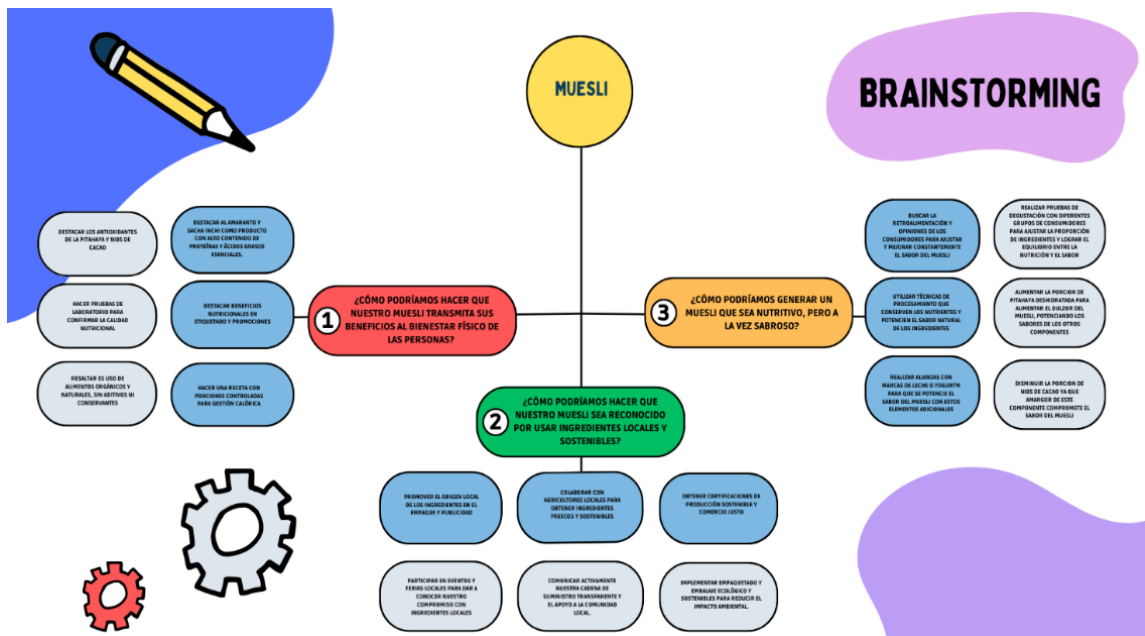 MUESLI
BRAINSTORMING
DESTACAR LOS ANTIOXIDANTES
DE LA PITAHAYA Y NIBS DE
CACAO
DESTACAR AL AMARANTO Y
SACHA INCHI COMO PRODUCTO
CON ALTO CONTENIDO DE
PROTEÍNAS Y ÁCIDOS GRASOS
ESENCIALES.
HACER PRUEBAS DE
LABORATORIO PARA
CONFIRMAR LA CALIDAD
NUTRICIONAL
DESTACAR BENEFICIOS
NUTRICIONALES EN
ETIQUETADO Y PROMOCIONES
RESALTAR ES USO DE
ALIMENTOS ORGÁNICOS Y
NATURALES, SIN ADITIVOS NI
CONSERVANTES
HACER UNA RECETA CON
PORCIONES CONTROLADAS
PARA GESTIÓN CALÓRICA
1
¿CÓMO PODRÍAMOS HACER QUE
NUESTRO MUESLI TRANSMITA SUS
BENEFICIOS AL BIENESTAR FÍSICO DE
LAS PERSONAS?
3
¿CÓMO PODRÍAMOS GENERAR UN
MUESLI QUE SEA NUTRITIVO, PERO A
LA VEZ SABROSO?
BUSCAR LA
RETROALIMENTACIÓN Y
OPINIONES DE LOS
CONSUMIDORES PARA AJUSTAR
Y MEJORAR CONSTANTEMENTE
EL SABOR DEL MUESLI
REALIZAR PRUEBAS DE
DEGUSTACIÓN CON DIFERENTES
GRUPOS DE CONSUMIDORES
PARA AJUSTAR LA PROPORCIÓN
DE INGREDIENTES Y LOGRAR EL
EQUILIBRIO ENTRE LA
NUTRICIÓN Y EL SABOR
UTILIZAR TÉCNICAS DE
PROCESAMIENTO QUE
CONSERVEN LOS NUTRIENTES Y
POTENCIEN EL SABOR NATURAL
DE LOS INGREDIENTES
AUMENTAR LA PORCION DE
PITAHAYA DESHIDRATADA PARA
AUMENTAR EL DULZOR DEL
MUESLI, POTENCIANDO LOS
SABORES DE LOS OTROS
COMPONENTES
REALIZAR ALIANZAS CON
MARCAS DE LECHE O YOGURTM
PARA QUE SE POTENCIE EL
SABOR DEL MUESLI CON ESTOS
ELEMENTOS ADICIONALES
DISMINUIR LA PORCION DE
NIBS DE CACAO YA QUE
AMARGOR DE ESTE
COMPONENTE COMPROMETE EL
SABOR DEL MUESLI
2
¿CÓMO PODRÍAMOS HACER QUE
NUESTRO MUESLI SEA RECONOCIDO
POR USAR INGREDIENTES LOCALES Y
SOSTENIBLES?
PROMOVER EL ORIGEN LOCAL
DE LOS INGREDIENTES EN EL
EMPAQUE Y PUBLICIDAD
COLABORAR CON
AGRICULTORES LOCALES PARA
OBTENER INGREDIENTES
FRESCOS Y SOSTENIBLES
OBTENER CERTIFICACIONES DE
PRODUCCIÓN SOSTENIBLE Y
COMERCIO JUSTO
PARTICIPAR EN EVENTOS Y
FERIAS LOCALES PARA DAR A
CONOCER NUESTRO
COMPROMISO CON
INGREDIENTES LOCALES
COMUNICAR ACTIVAMENTE
NUESTRA CADENA DE
SUMINISTRO TRANSPARENTE Y
EL APOYO A LA COMUNIDAD
LOCAL.
IMPLEMENTAR EMPAQUETADO Y
EMBALAJE ECOLÓGICO Y
SOSTENIBLES PARA REDUCIR EL
IMPACTO AMBIENTAL.